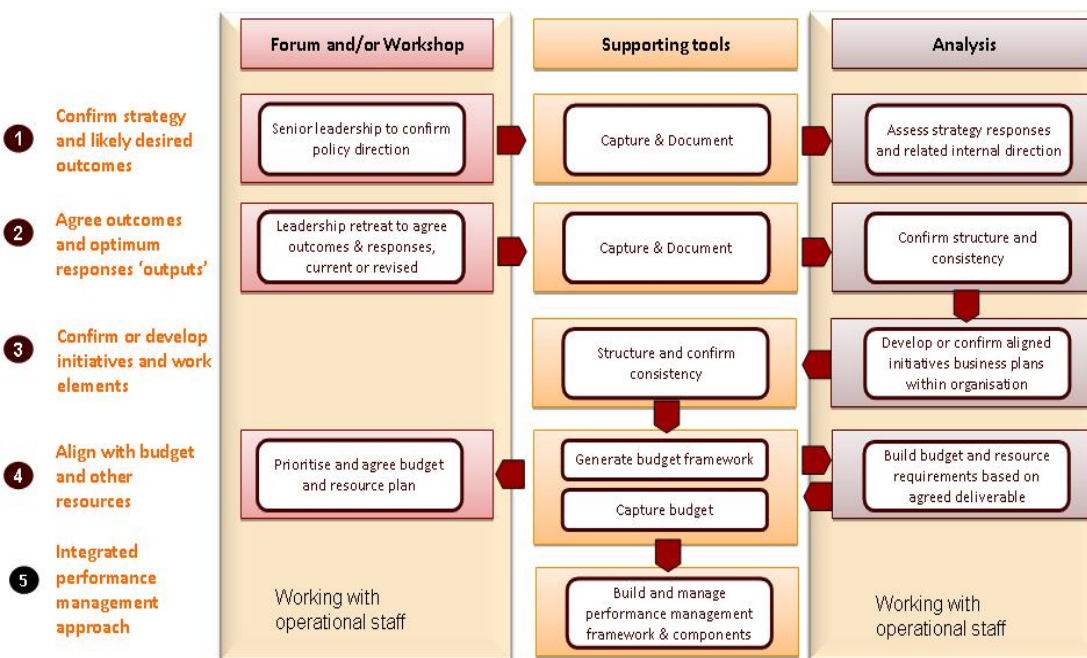 Forum and/or Workshop
Supporting tools
Analysis
1
Confirm strategy
and likely desired
outcomes
Senior leadership to confirm
policy direction
Capture & Document
Assess strategy responses
and related internal direction
2
Agree outcomes
and optimum
responses ‘outputs’
Leadership retreat to agree
outcomes & responses,
current or revised
Capture & Document
Confirm structure and
consistency
3
Confirm or develop
initiatives and work
elements
Structure and confirm
consistency
Develop or confirm aligned
initiatives business plans
within organisation
4
Align with budget
and other
resources
Prioritise and agree budget
and resource plan
Generate budget framework
Capture budget
Build budget and resource
requirements based on
agreed deliverable
5
Integrated
performance
management
approach
Working with
operational staff
Build and manage
performance management
framework & components
Working with
operational staff